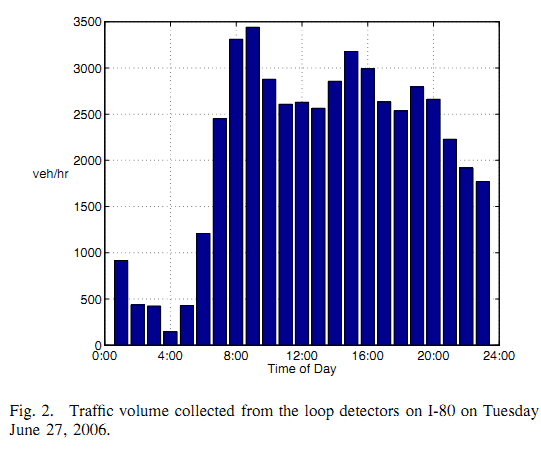 3500
3000
2500
2000
veh/hr
1500
1000
500
0
0:00 4:00 8:00 12:00 16:00 20:00 24:00
Time of Day
Fig. 2. Traffic volume collected from the loop detectors on I-80 on Tuesday
June 27, 2006.